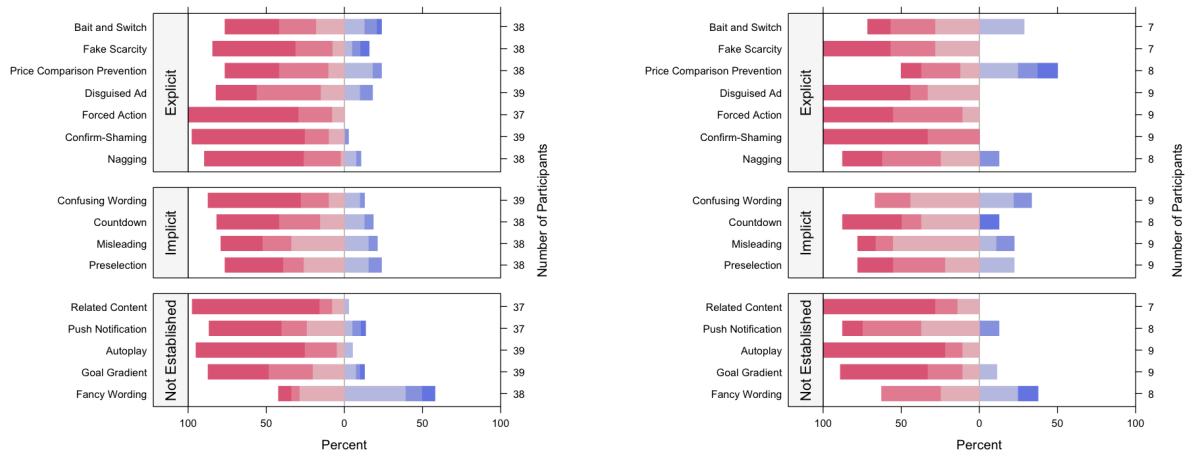 Explicit
Bait and Switch 38
Fake Scarcity 38
Price Comparison Prevention 38
Disguised Ad 39
Forced Action 37
Confirm-Shaming 39
Nagging 38
Implicit
Confusing Wording 39
Countdown 38
Misleading 38
Preselection 38
Not Established
Related Content 37
Push Notification 37
Autoplay 39
Goal Gradient 39
Fancy Wording 38
100 50 0 50 100
Percent
Number of Participants
Explicit
Bait and Switch 7
Fake Scarcity 7
Price Comparison Prevention 8
Disguised Ad 9
Forced Action 9
Confirm-Shaming 9
Nagging 8
Implicit
Confusing Wording 9
Countdown 8
Misleading 9
Preselection 9
Not Established
Related Content 7
Push Notification 8
Autoplay 9
Goal Gradient 9
Fancy Wording 8
100 50 0 50 100
Percent
Number of Participants